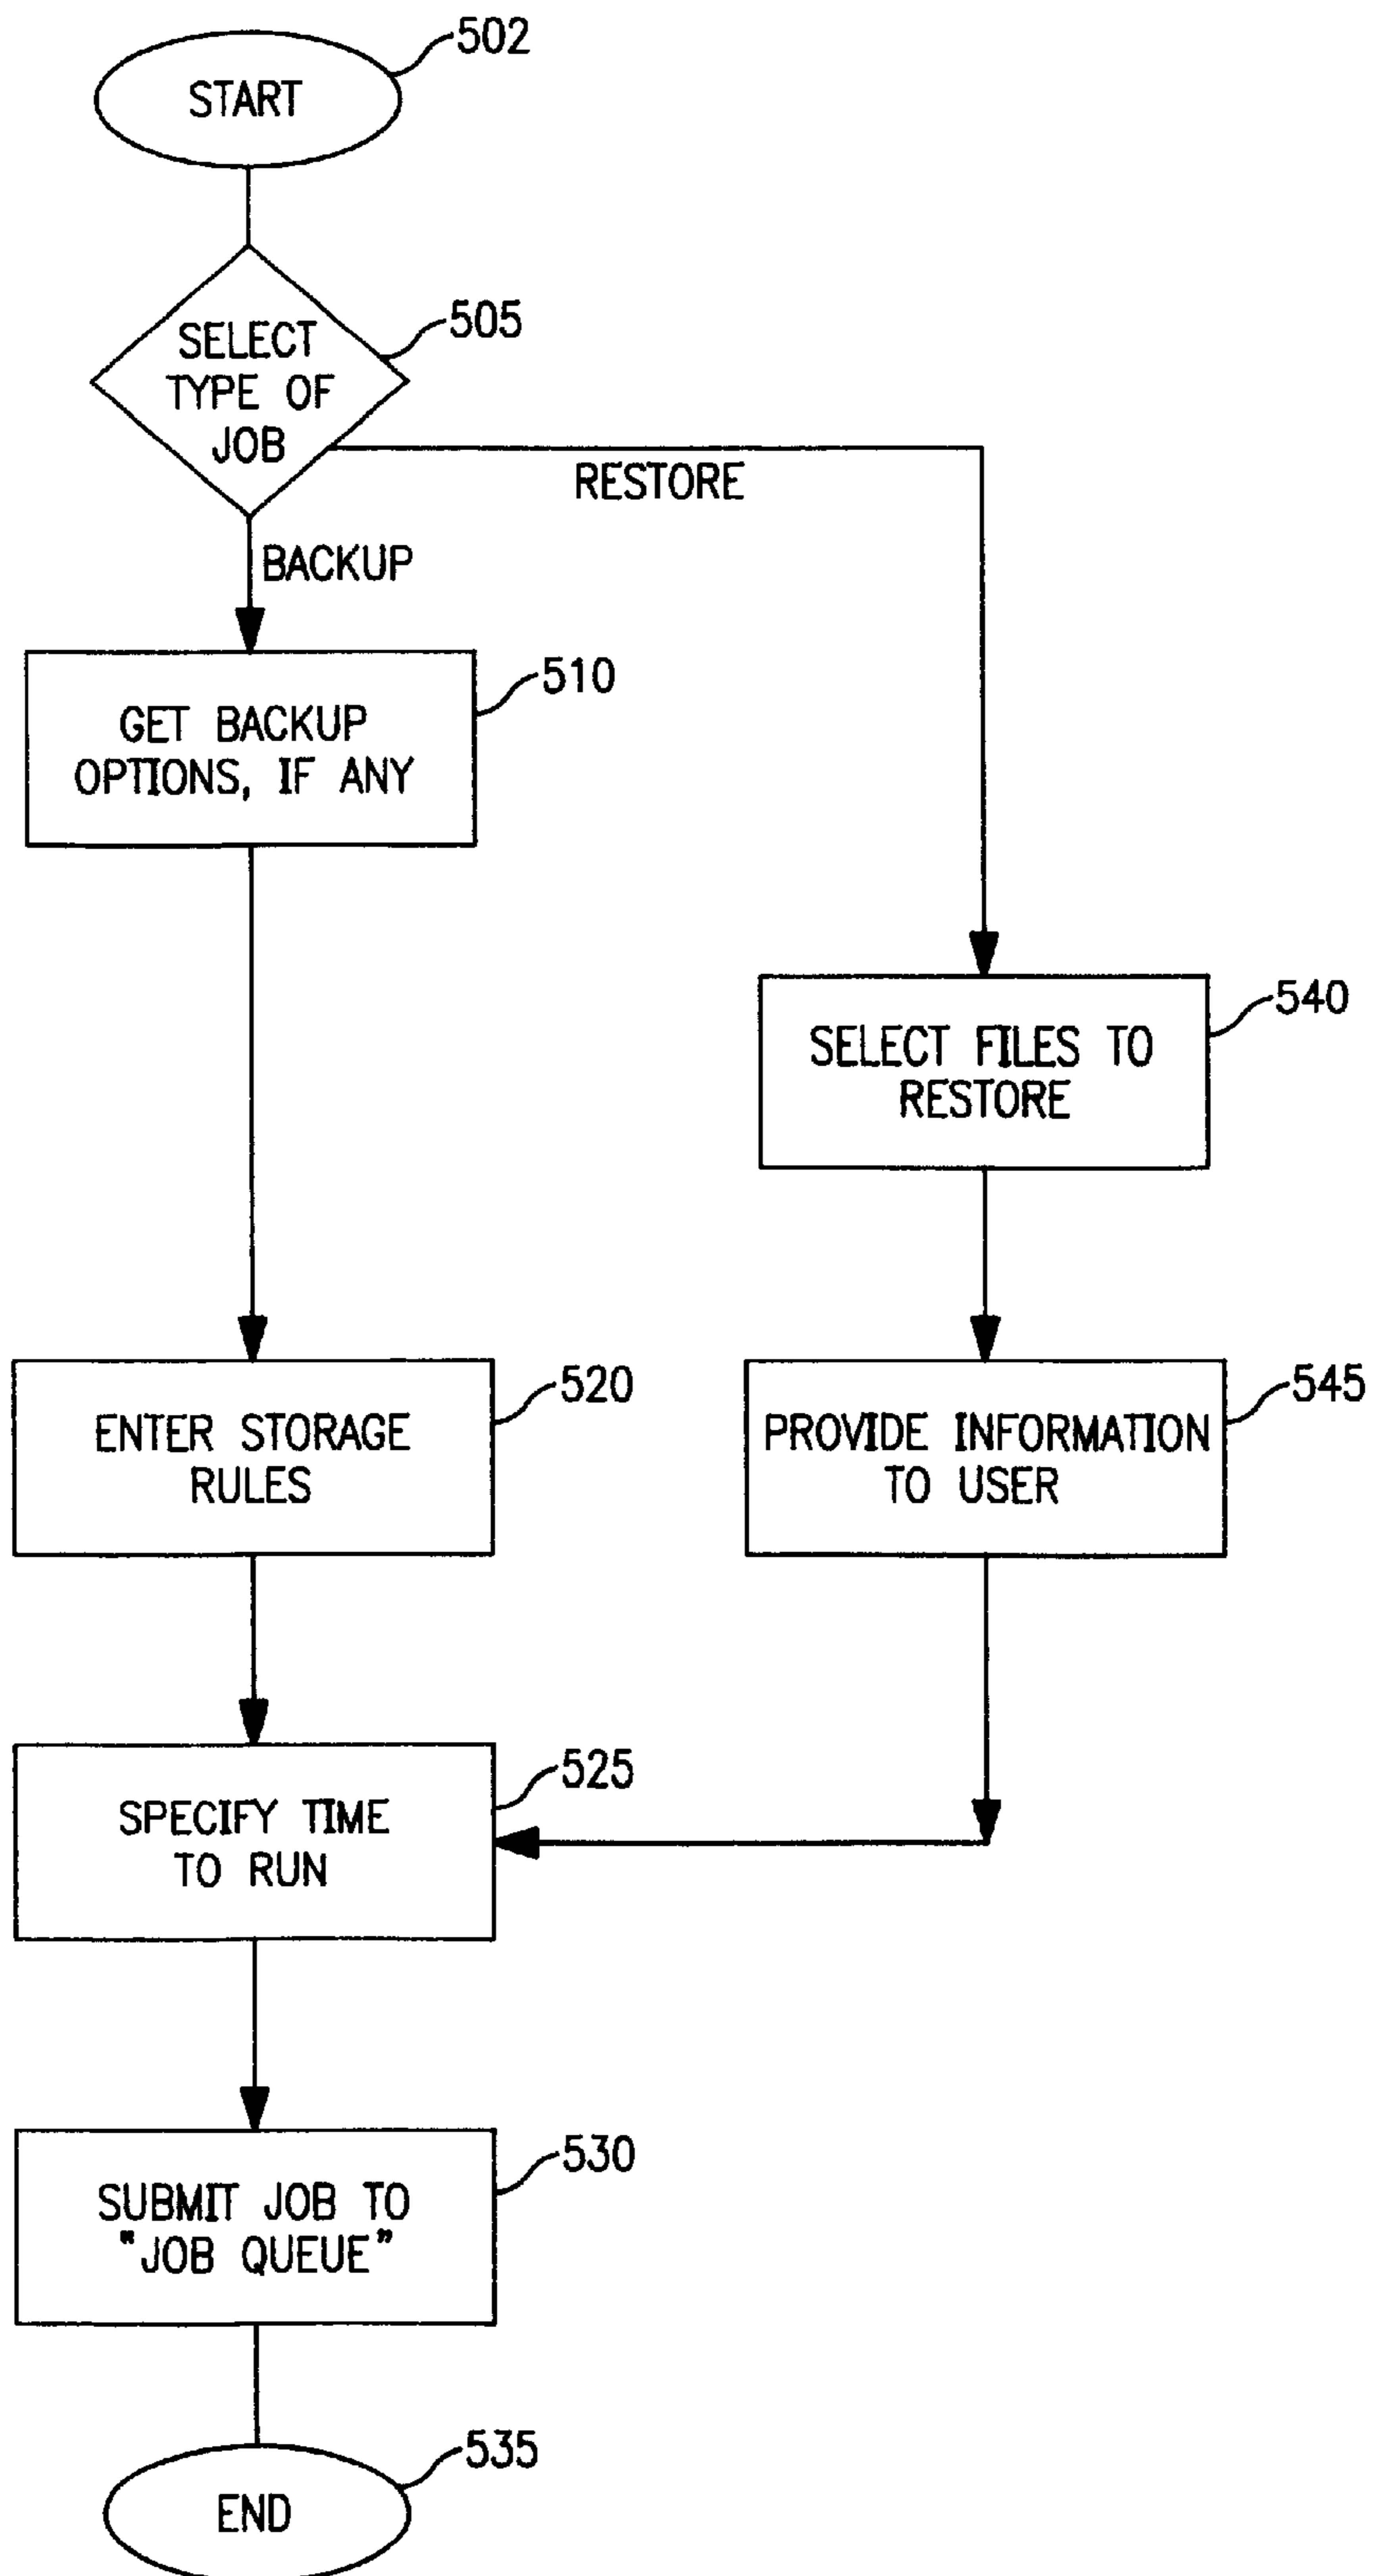 502
START
505
SELECT
TYPE OF
JOB
RESTORE
BACKUP
510
GET BACKUP
OPTIONS, IF ANY
540
SELECT FILES TO
RESTORE
520
ENTER STORAGE
RULES
545
PROVIDE INFORMATION
TO USER
525
SPECIFY TIME
TO RUN
530
SUBMIT JOB TO
"JOB QUEUE"
535
END